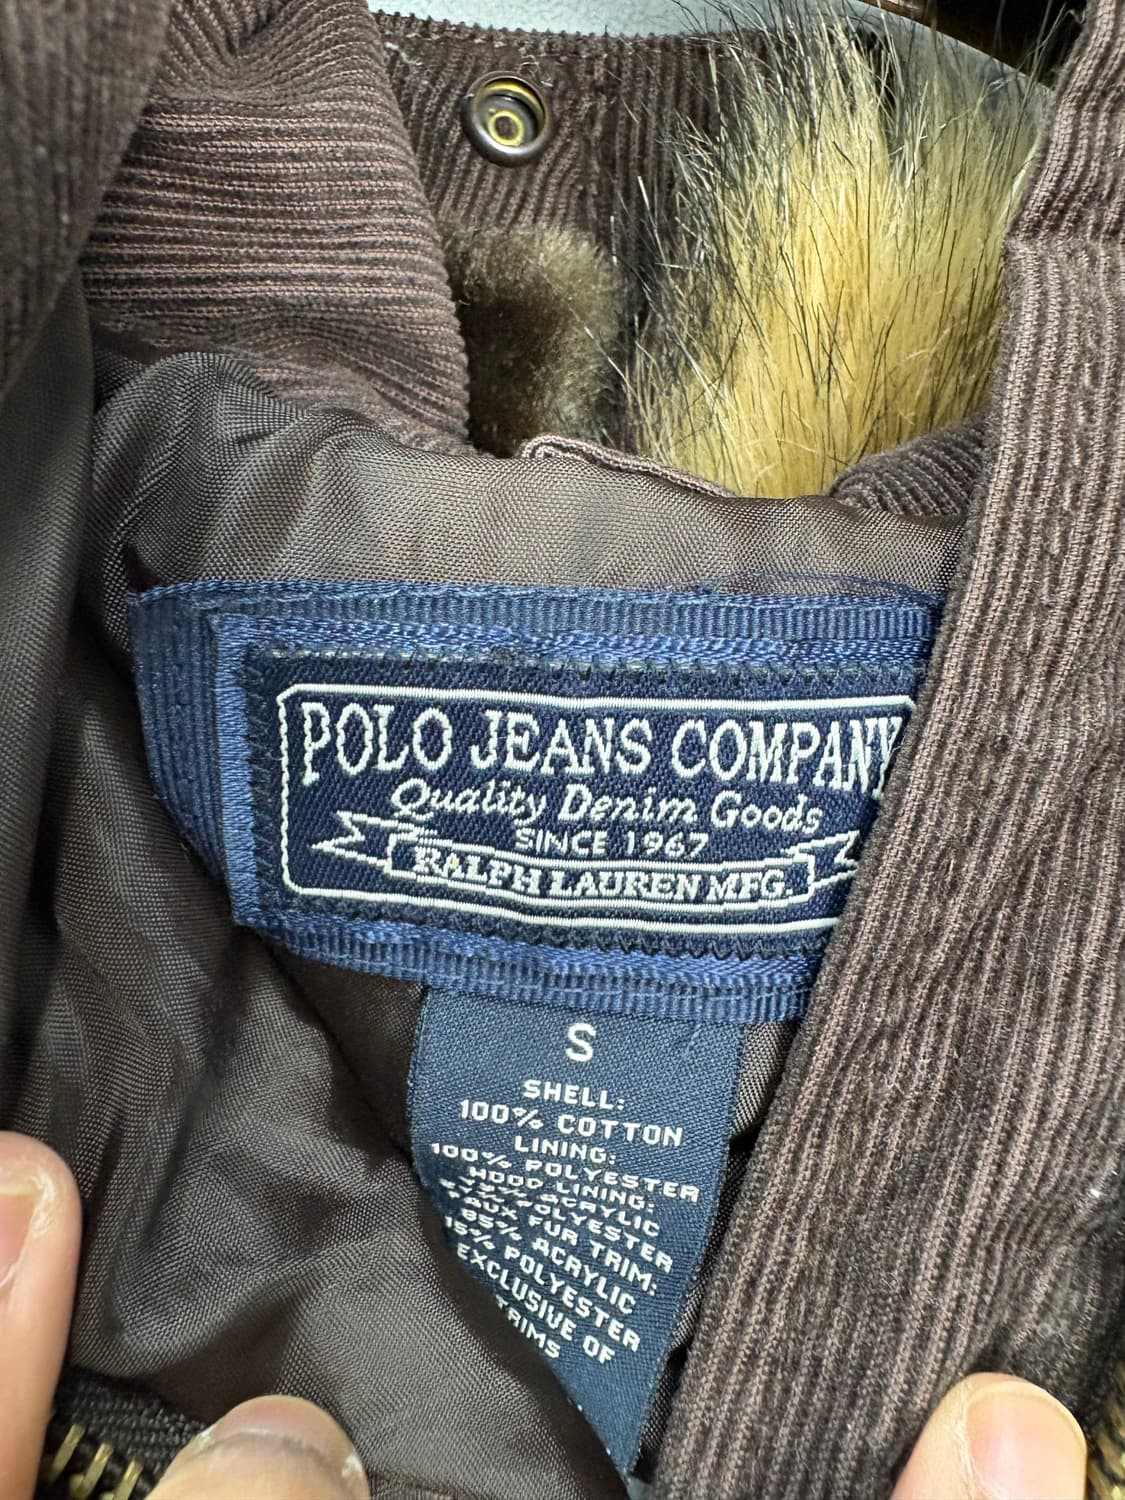 POLO JEANS COMPANY
Quality Denim Goods
SINCE 1967
RALPH LAUREN MFG.
S
SHELL:
100% COTTON
LINING:
100% POLYESTER
HOOD LINING:
ACRYLIC
POLYESTER
FUR TRIM:
85% ACRYLIC
15% POLYESTER
EXCLUSIVE OF
TRIMS